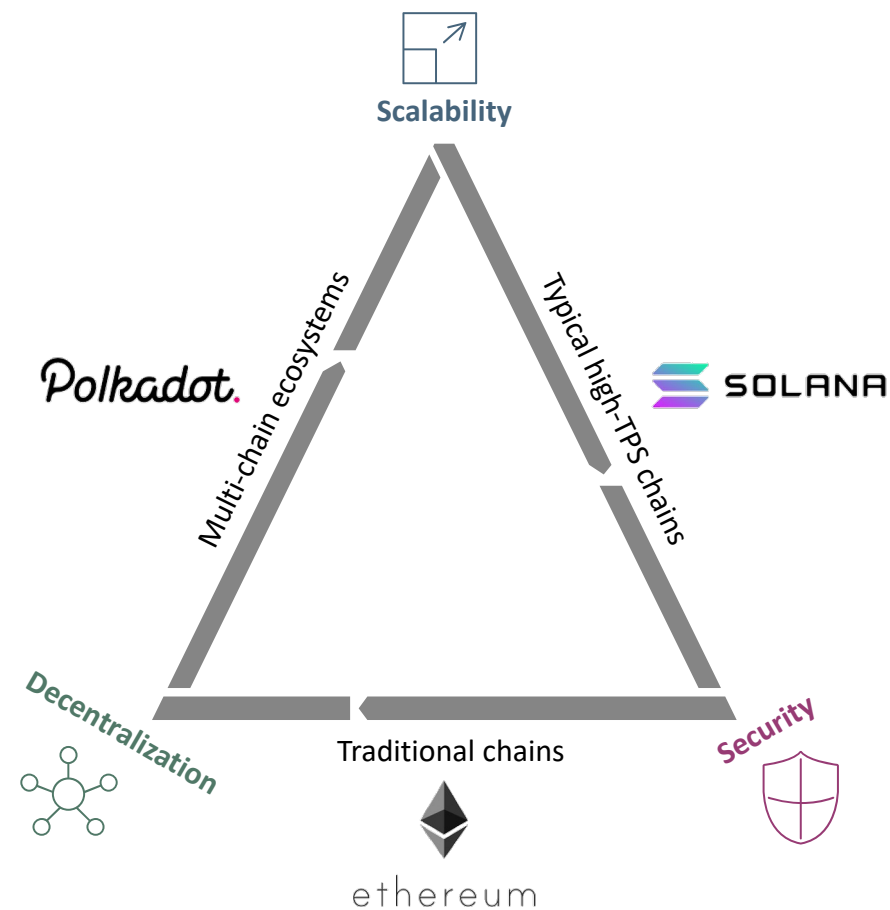 Scalability
Multi-chain ecosystems
Typical high-TPS chains
Polkadot.
SOLANA
Decentralization
Security
Traditional chains
ethereum